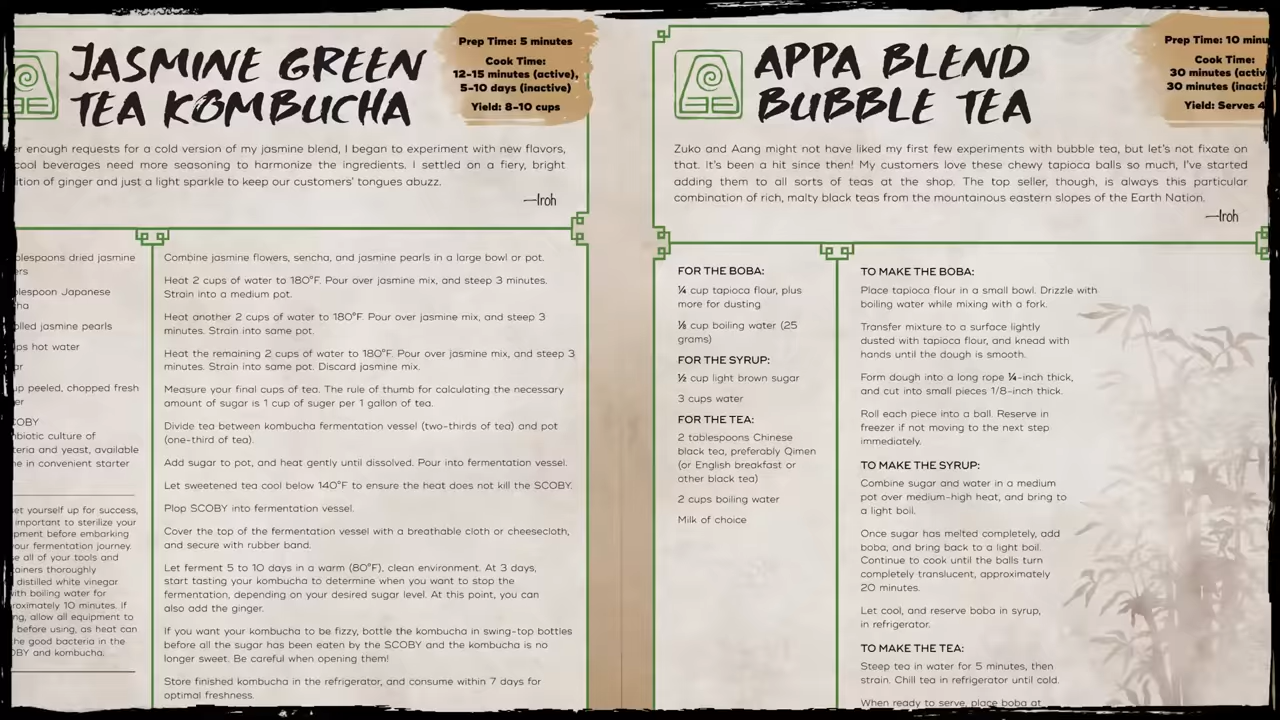 JASMINE GREEN
TEA KOMBUCHA
Prep Time: 5 minutes
Cook Time:
12-15 minutes (active),
5-10 days (inactive)
Yield: 8-10 cups
enough requests for a cold version of my jasmine blend, I began to experiment with new flavors,
cool beverages need more seasoning to harmonize the ingredients. I settled on a fiery, bright
of ginger and just a light sparkle to keep our customers' tongues abuzz.
—Iroh
dried jasmine
Japanese
jasmine pearls
hot water
peeled, chopped fresh
culture of
and yeast, available
in convenient starter
yourself up for success,
important to sterilize your
before embarking
your fermentation journey.
all of your tools and
thoroughly
distilled white vinegar
with boiling water for
approximately 10 minutes. If
allow all equipment to
before using, as heat can
the good bacteria in the
and kombucha.
Combine jasmine flowers, sencha, and jasmine pearls in a large bowl or pot.
Heat 2 cups of water to 180°F. Pour over jasmine mix, and steep 3 minutes.
Strain into a medium pot.
Heat another 2 cups of water to 180°F. Pour over jasmine mix, and steep 3
minutes. Strain into same pot.
Heat the remaining 2 cups of water to 180°F. Pour over jasmine mix, and steep 3
minutes. Strain into same pot. Discard jasmine mix.
Measure your final cups of tea. The rule of thumb for calculating the necessary
amount of sugar is 1 cup of suger per 1 gallon of tea.
Divide tea between kombucha fermentation vessel (two-thirds of tea) and pot
(one-third of tea).
Add sugar to pot, and heat gently until dissolved. Pour into fermentation vessel.
Let sweetened tea cool below 140°F to ensure the heat does not kill the SCOBY.
Plop SCOBY into fermentation vessel.
Cover the top of the fermentation vessel with a breathable cloth or cheesecloth,
and secure with rubber band.
Let ferment 5 to 10 days in a warm (80°F), clean environment. At 3 days,
start tasting your kombucha to determine when you want to stop the
fermentation, depending on your desired sugar level. At this point, you can
also add the ginger.
If you want your kombucha to be fizzy, bottle the kombucha in swing-top bottles
before all the sugar has been eaten by the SCOBY and the kombucha is no
longer sweet. Be careful when opening them!
Store finished kombucha in the refrigerator, and consume within 7 days for
optimal freshness.
APPA BLEND
BUBBLE TEA
Prep Time: 10 minu
Cook Time:
30 minutes (activ
30 minutes (inacti
Yield: Serves 4
Zuko and Aang might not have liked my first few experiments with bubble tea, but let's not fixate on
that. It's been a hit since then! My customers love these chewy tapioca balls so much, I've started
adding them to all sorts of teas at the shop. The top seller, though, is always this particular
combination of rich, malty black teas from the mountainous eastern slopes of the Earth Nation.
—Iroh
FOR THE BOBA:
¼ cup tapioca flour, plus
more for dusting
⅛ cup boiling water (25
grams)
FOR THE SYRUP:
½ cup light brown sugar
3 cups water
FOR THE TEA:
2 tablespoons Chinese
black tea, preferably Qimen
(or English breakfast or
other black tea)
2 cups boiling water
Milk of choice
TO MAKE THE BOBA:
Place tapioca flour in a small bowl. Drizzle with
boiling water while mixing with a fork.
Transfer mixture to a surface lightly
dusted with tapioca flour, and knead with
hands until the dough is smooth.
Form dough into a long rope ¼-inch thick,
and cut into small pieces 1/8-inch thick.
Roll each piece into a ball. Reserve in
freezer if not moving to the next step
immediately.
TO MAKE THE SYRUP:
Combine sugar and water in a medium
pot over medium-high heat, and bring to
a light boil.
Once sugar has melted completely, add
boba, and bring back to a light boil.
Continue to cook until the balls turn
completely translucent, approximately
20 minutes.
Let cool, and reserve boba in syrup,
in refrigerator.
TO MAKE THE TEA:
Steep tea in water for 5 minutes, then
strain. Chill tea in refrigerator until cold.
When ready to serve, place boba at